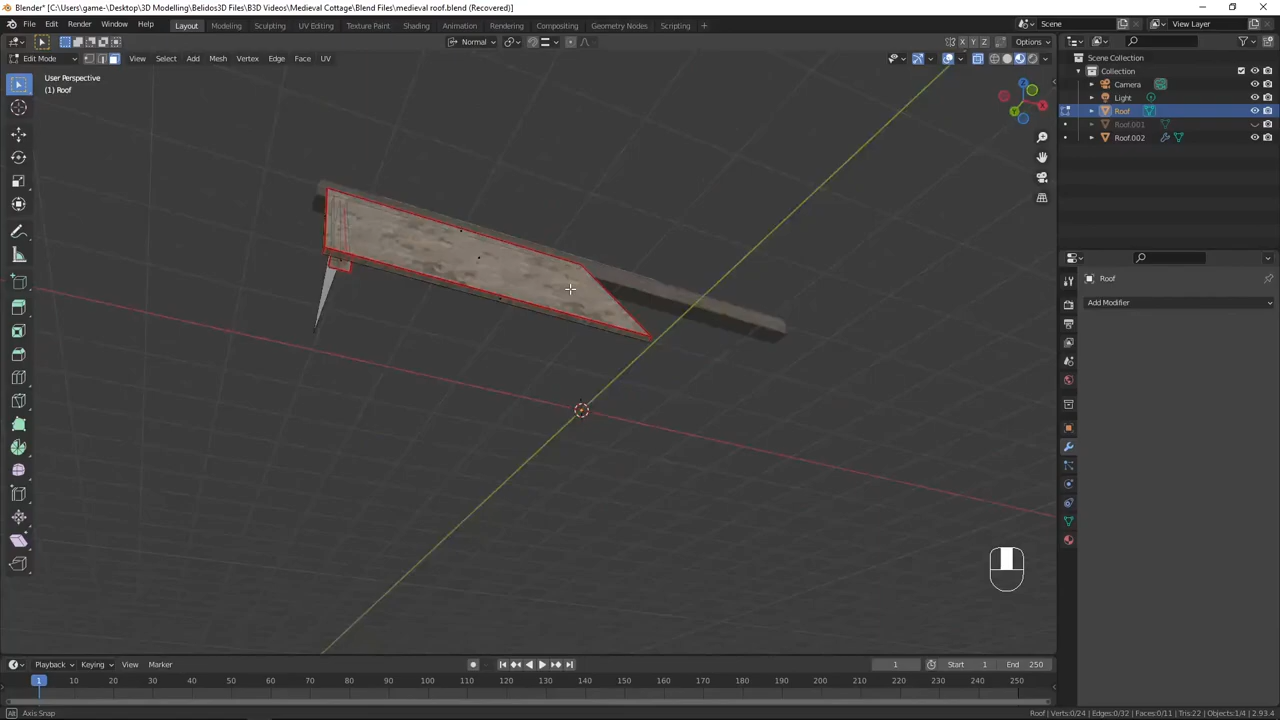 Blender* [C:\Users\game-\Desktop\3D Modelling\Belidos3D Files\B3D Videos\Medieval Cottage\Blend Files\medieval roof.blend (Recovered)]
File Edit Render Window Help Layout Modeling Sculpting UV Editing Texture Paint Shading Animation Rendering Compositing Geometry Nodes Scripting + Scene View Layer
Normal X Y Z Options
Edit Mode View Select Add Mesh Vertex Edge Face UV
User Perspective
(1) Roof
Scene Collection
Collection
Camera
Light
Roof
Roof.001
Roof.002
Roof
Add Modifier
Playback Keying View Marker 1 Start 1 End 250
1 10 20 30 40 50 60 70 80 90 100 110 120 130 140 150 160 170 180 190 200 210 220 230 240 250
Axis Snap
Roof | Verts:0/24 | Edges:0/32 | Faces:0/11 | Tris:22 | Objects:1/4 | 2.93.4